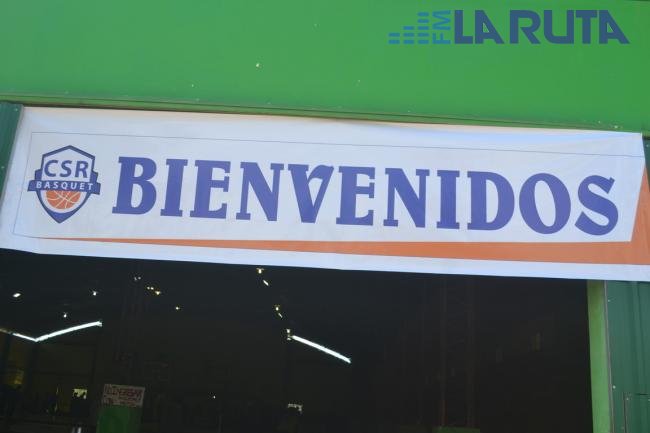 FM LA RUTA
CSR
BASQUET
BIENVENIDOS